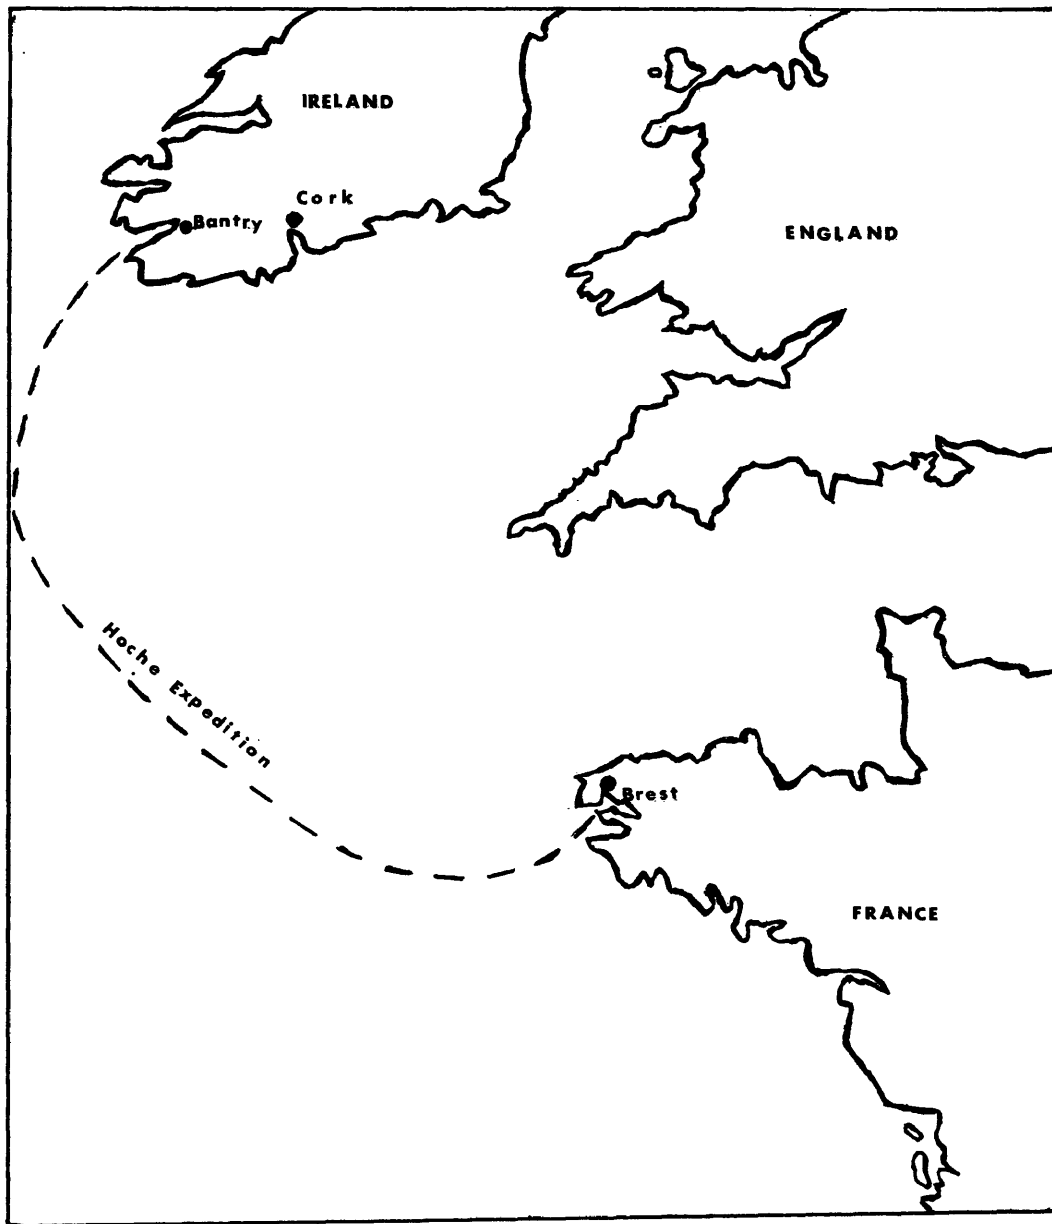 IRELAND
Cork
Bantry
ENGLAND
Hoche Expedition
Brest
FRANCE